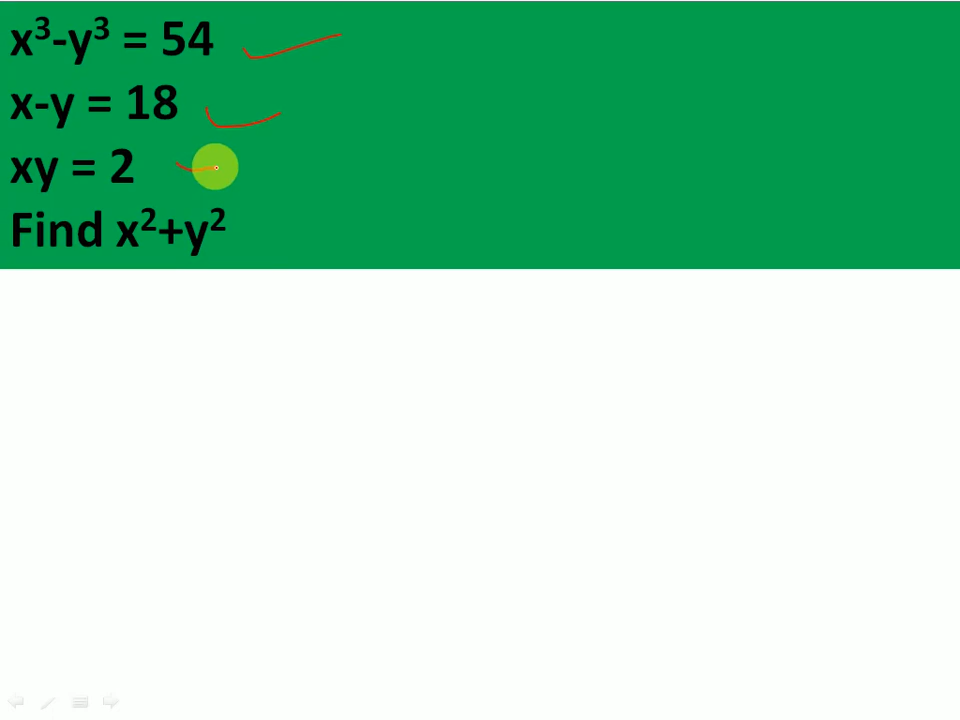 x³-y³ = 54
x-y = 18
xy = 2
Find x²+y²